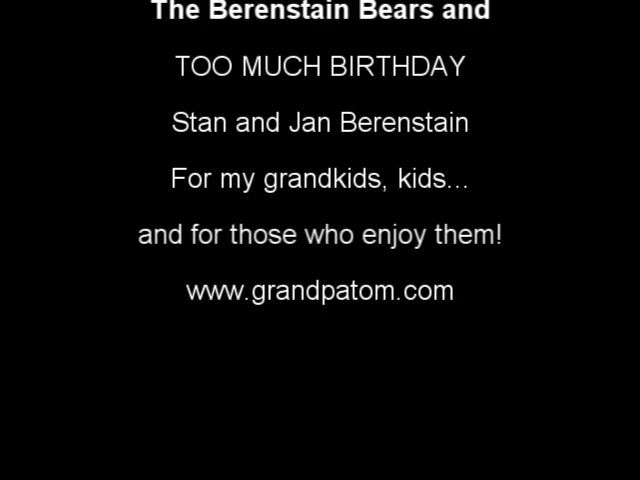 The Berenstain Bears and
TOO MUCH BIRTHDAY
Stan and Jan Berenstain
For my grandkids, kids...
and for those who enjoy them!
www.grandpatom.com